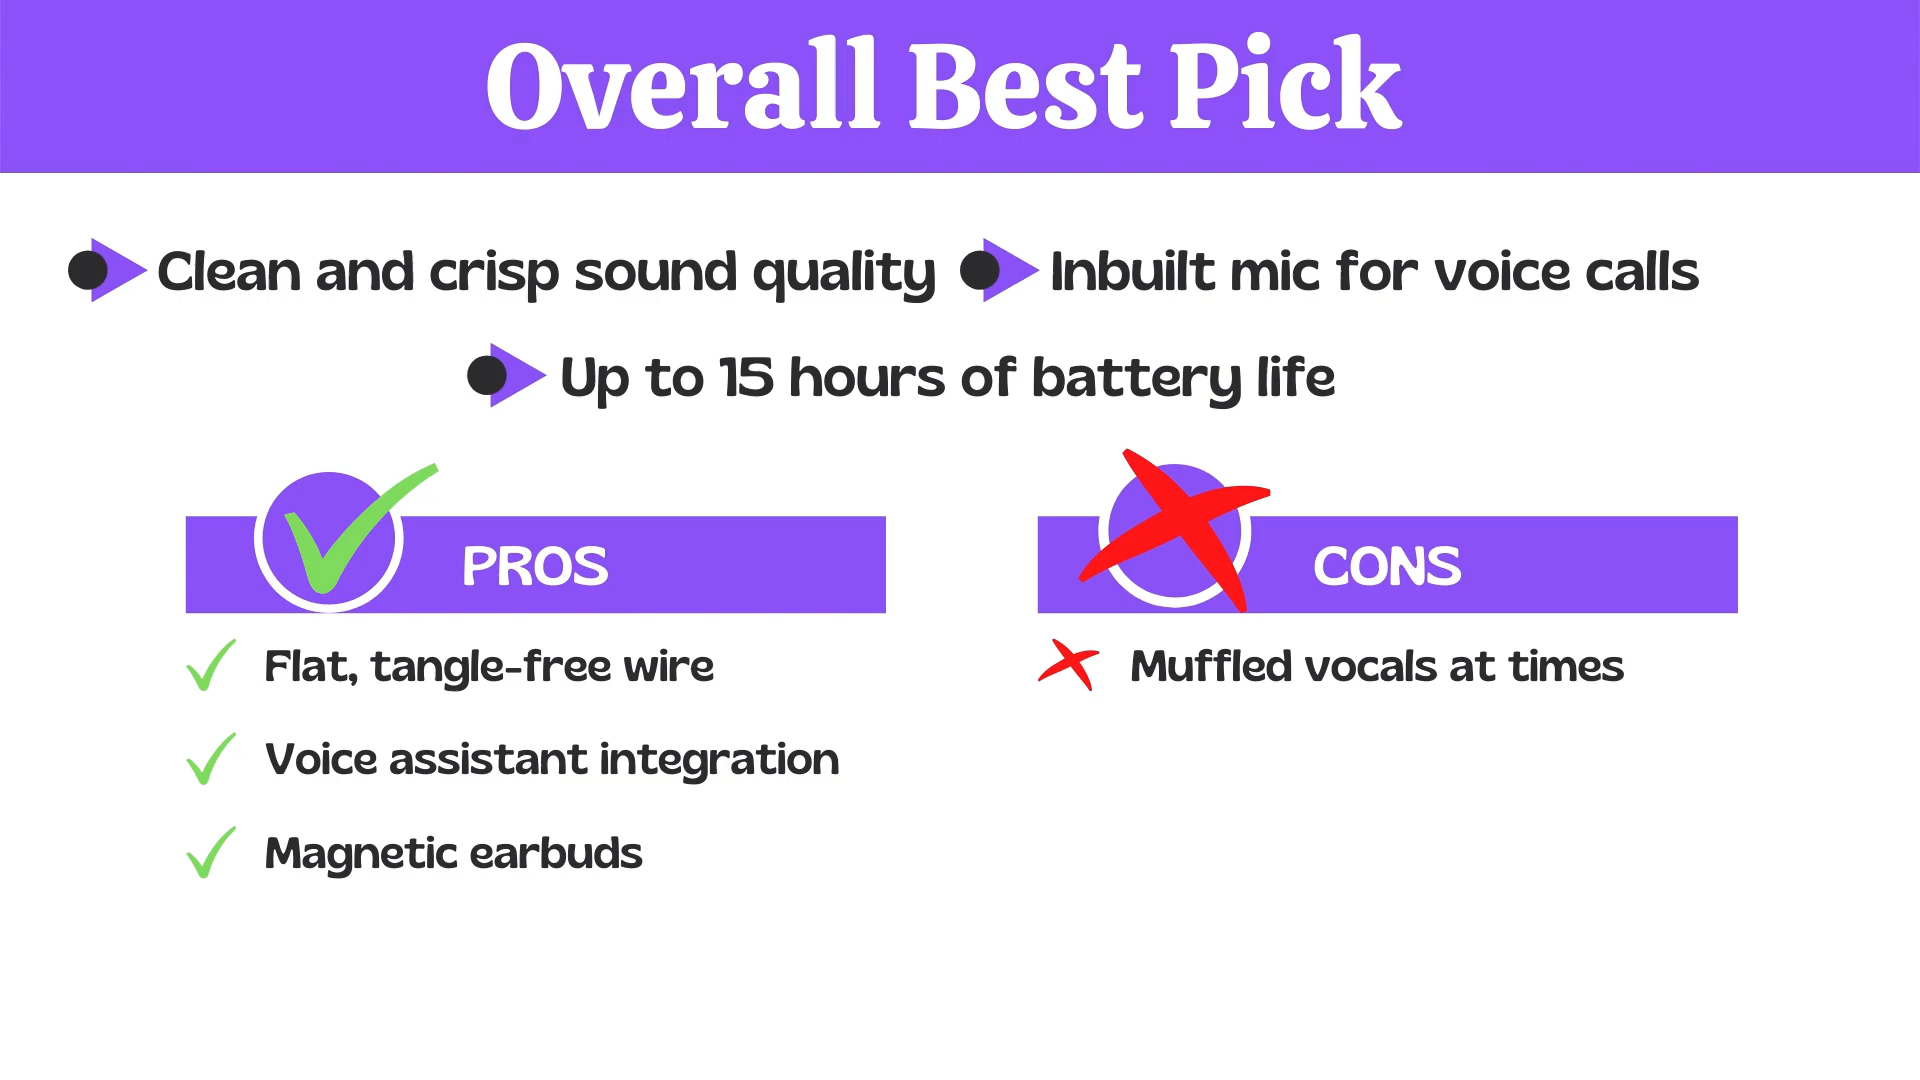 Overall Best Pick
Clean and crisp sound quality
Inbuilt mic for voice calls
Up to 15 hours of battery life
PROS
Flat, tangle-free wire
Voice assistant integration
Magnetic earbuds
CONS
Muffled vocals at times